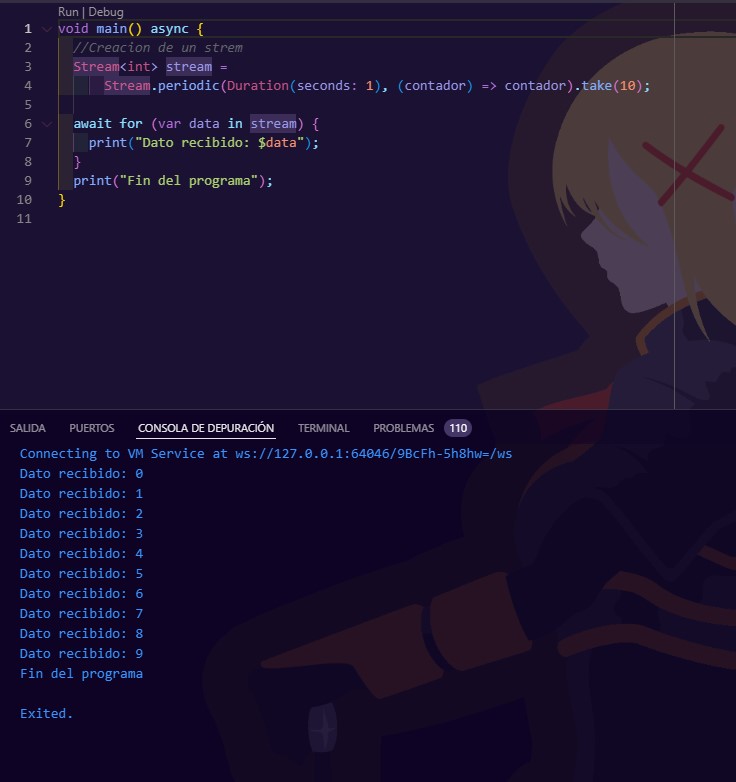 Run | Debug
1 void main() async {
2 //Creacion de un strem
3 Stream<int> stream =
4 Stream.periodic(Duration(seconds: 1), (contador) => contador).take(10);
5
6 await for (var data in stream) {
7 print("Dato recibido: $data");
8 }
9 print("Fin del programa");
10 }
11
SALIDA PUERTOS CONSOLA DE DEPURACIÓN TERMINAL PROBLEMAS 110
Connecting to VM Service at ws://127.0.0.1:64046/9BcFh-5h8hw=/ws
Dato recibido: 0
Dato recibido: 1
Dato recibido: 2
Dato recibido: 3
Dato recibido: 4
Dato recibido: 5
Dato recibido: 6
Dato recibido: 7
Dato recibido: 8
Dato recibido: 9
Fin del programa
Exited.